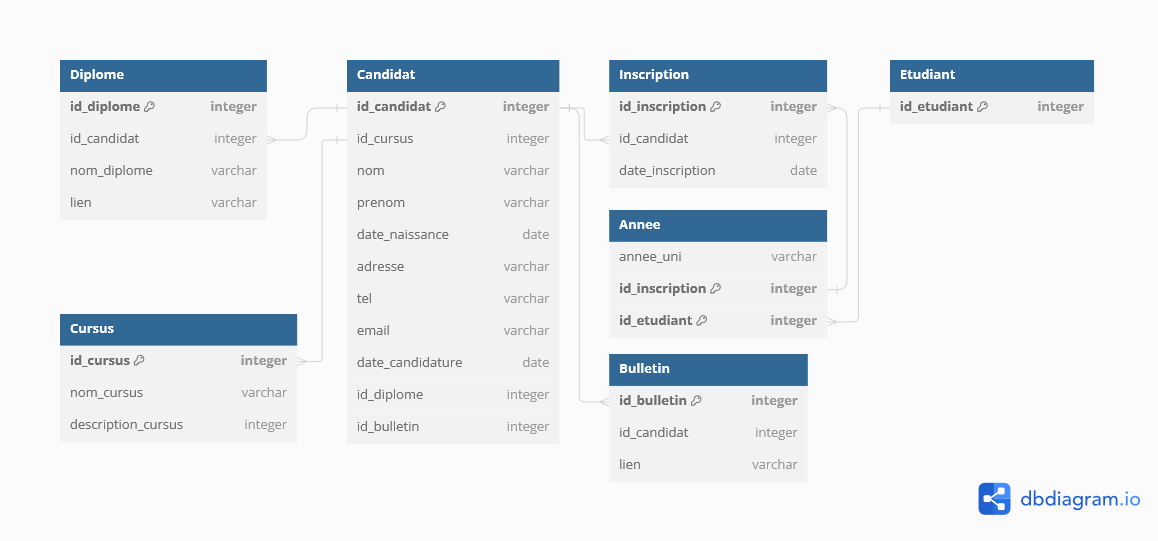 Diplome
id_diplome integer
id_candidat integer
nom_diplome varchar
lien varchar
Candidat
id_candidat integer
id_cursus integer
nom varchar
prenom varchar
date_naissance date
adresse varchar
tel varchar
email varchar
date_candidature date
id_diplome integer
id_bulletin integer
Inscription
id_inscription integer
id_candidat integer
date_inscription date
Etudiant
id_etudiant integer
Annee
annee_uni varchar
id_inscription integer
id_etudiant integer
Cursus
id_cursus integer
nom_cursus varchar
description_cursus integer
Bulletin
id_bulletin integer
id_candidat integer
lien varchar
dbdiagram.io